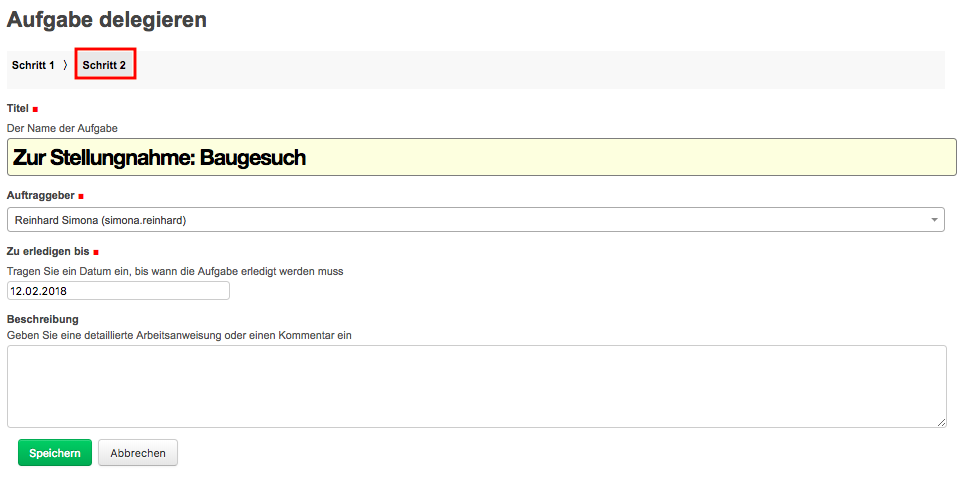 Aufgabe delegieren
Schritt 1 〉 Schritt 2
Titel
Der Name der Aufgabe
Zur Stellungnahme: Baugesuch
Auftraggeber
Reinhard Simona (simona.reinhard)
Zu erledigen bis
Tragen Sie ein Datum ein, bis wann die Aufgabe erledigt werden muss
12.02.2018
Beschreibung
Geben Sie eine detaillierte Arbeitsanweisung oder einen Kommentar ein
Speichern Abbrechen